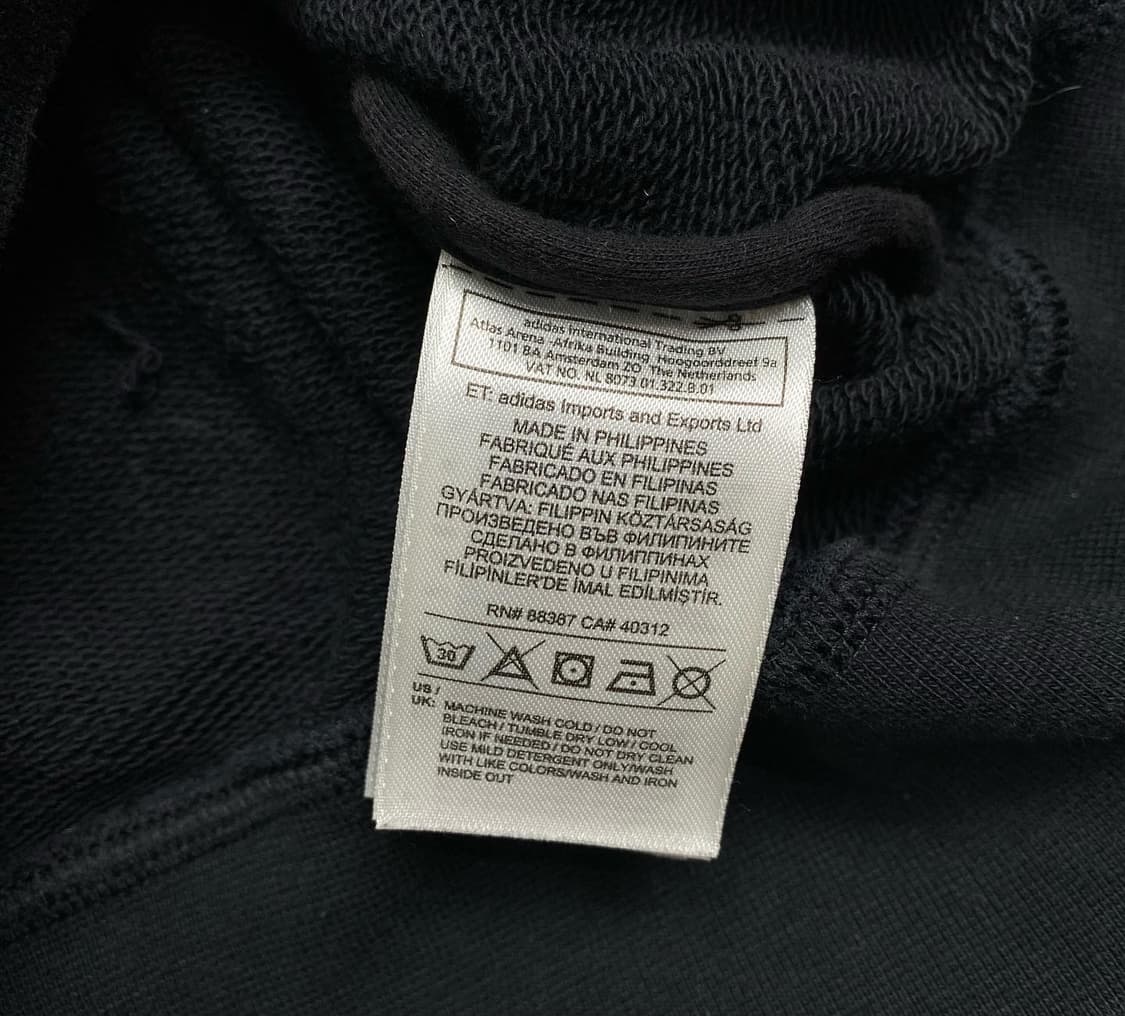 adidas International Trading BV
Atlas Arena -Afrika Building, Hoogoorddreef 9a
1101 BA Amsterdam ZO The Netherlands
VAT NO. NL 8073.01.322.B.01
ET: adidas Imports and Exports Ltd
MADE IN PHILIPPINES
FABRIQUÉ AUX PHILIPPINES
FABRICADO EN FILIPINAS
FABRICADO NAS FILIPINAS
GYÁRTVA: FILIPPIN KÖZTÁRSASÁG
ПРОИЗВЕДЕНО ВЪВ ФИЛИПИНИТЕ
СДЕЛАНО В ФИЛИППИНАХ
PROIZVEDENO U FILIPINIMA
FİLİPİNLER'DE İMAL EDİLMİŞTİR.
RN# 88387 CA# 40312
30
US /
UK: MACHINE WASH COLD / DO NOT
BLEACH / TUMBLE DRY LOW / COOL
IRON IF NEEDED / DO NOT DRY CLEAN
USE MILD DETERGENT ONLY/WASH
WITH LIKE COLORS/WASH AND IRON
INSIDE OUT